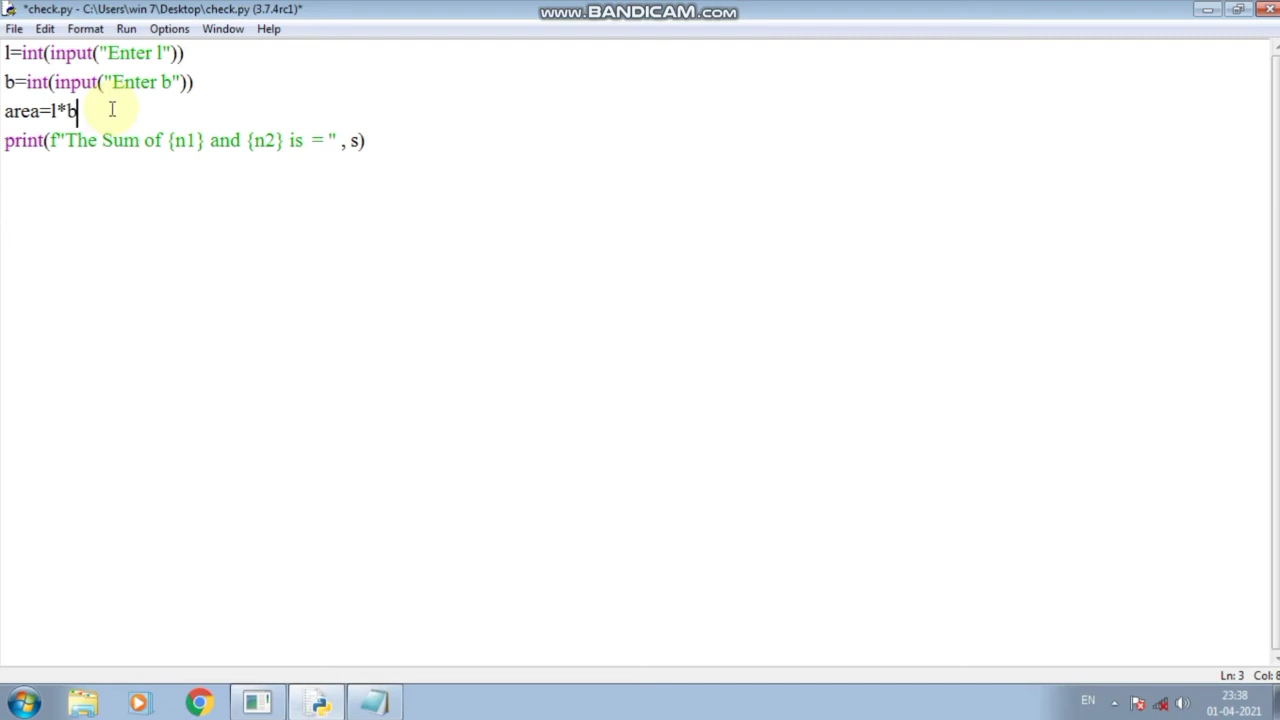 *check.py - C:\Users\win 7\Desktop\check.py (3.7.4rc1)*
www.BANDICAM.com
File Edit Format Run Options Window Help
l=int(input("Enter l"))
b=int(input("Enter b"))
area=l*b
print(f"The Sum of {n1} and {n2} is  = " , s)
Ln: 3 Col: 8
EN
23:38
01-04-2021